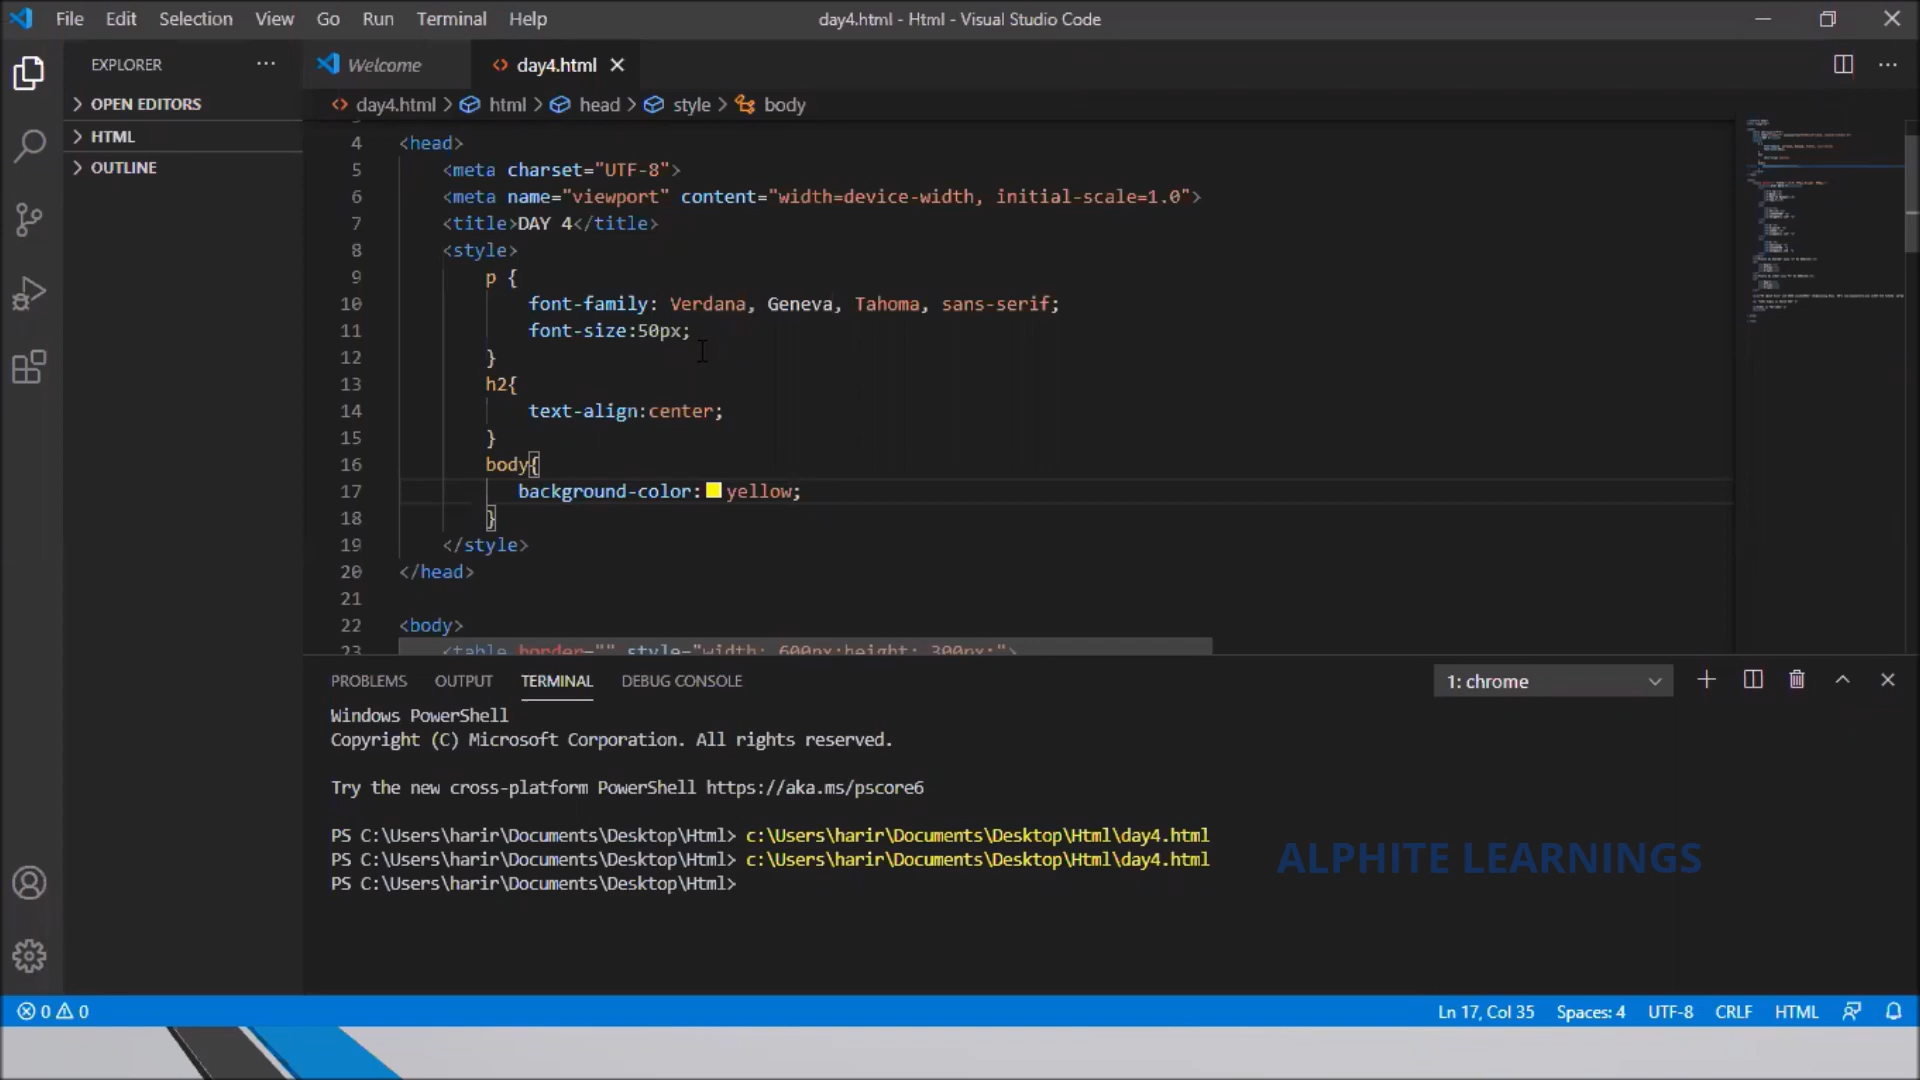 File Edit Selection View Go Run Terminal Help
day4.html - Html - Visual Studio Code
EXPLORER
Welcome
day4.html
OPEN EDITORS
HTML
OUTLINE
day4.html > html > head > style > body
4 <head>
5 <meta charset="UTF-8">
6 <meta name="viewport" content="width=device-width, initial-scale=1.0">
7 <title>DAY 4</title>
8 <style>
9 p {
10 font-family: Verdana, Geneva, Tahoma, sans-serif;
11 font-size:50px;
12 }
13 h2{
14 text-align:center;
15 }
16 body{
17 background-color: yellow;
18 }
19 </style>
20 </head>
21
22 <body>
23 <table border="" style="width: 600px;height: 300px;">
PROBLEMS OUTPUT TERMINAL DEBUG CONSOLE
1: chrome
Windows PowerShell
Copyright (C) Microsoft Corporation. All rights reserved.
Try the new cross-platform PowerShell https://aka.ms/pscore6
PS C:\Users\harir\Documents\Desktop\Html> c:\Users\harir\Documents\Desktop\Html\day4.html
PS C:\Users\harir\Documents\Desktop\Html> c:\Users\harir\Documents\Desktop\Html\day4.html
PS C:\Users\harir\Documents\Desktop\Html>
ALPHITE LEARNINGS
0 0
Ln 17, Col 35 Spaces: 4 UTF-8 CRLF HTML